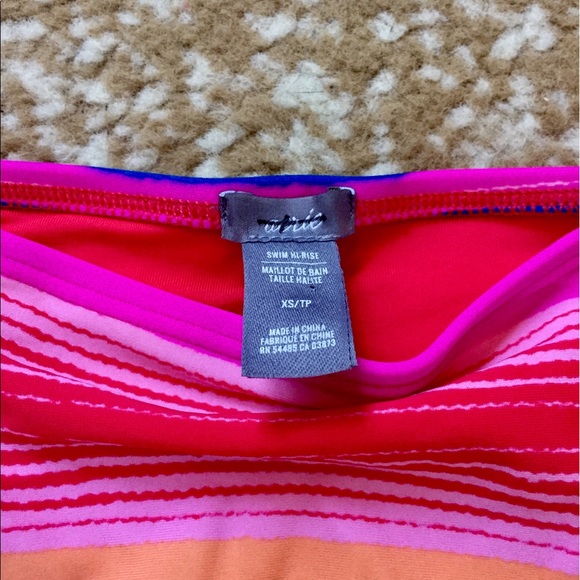 aerie
SWIM HI-RISE
MAILLOT DE BAIN
TAILLE HAUTE
XS/TP
MADE IN CHINA
FABRIQUÉ EN CHINE
RN 54485 CA 03873